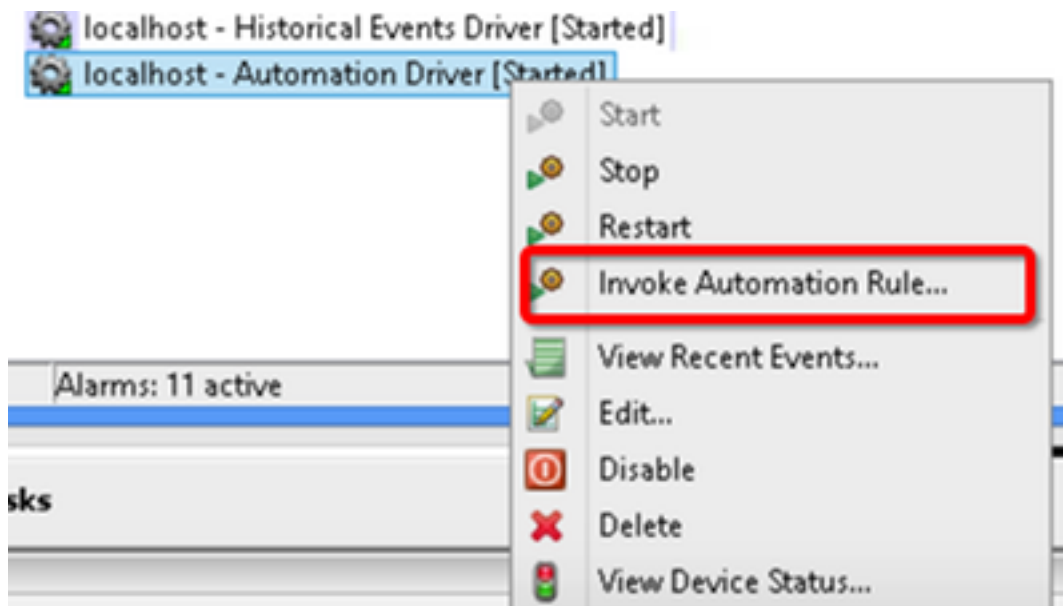 localhost - Historical Events Driver [Started]
localhost - Automation Driver [Started]
Start
Stop
Restart
Invoke Automation Rule...
View Recent Events...
Alarms: 11 active
Edit...
Disable
sks
Delete
View Device Status...